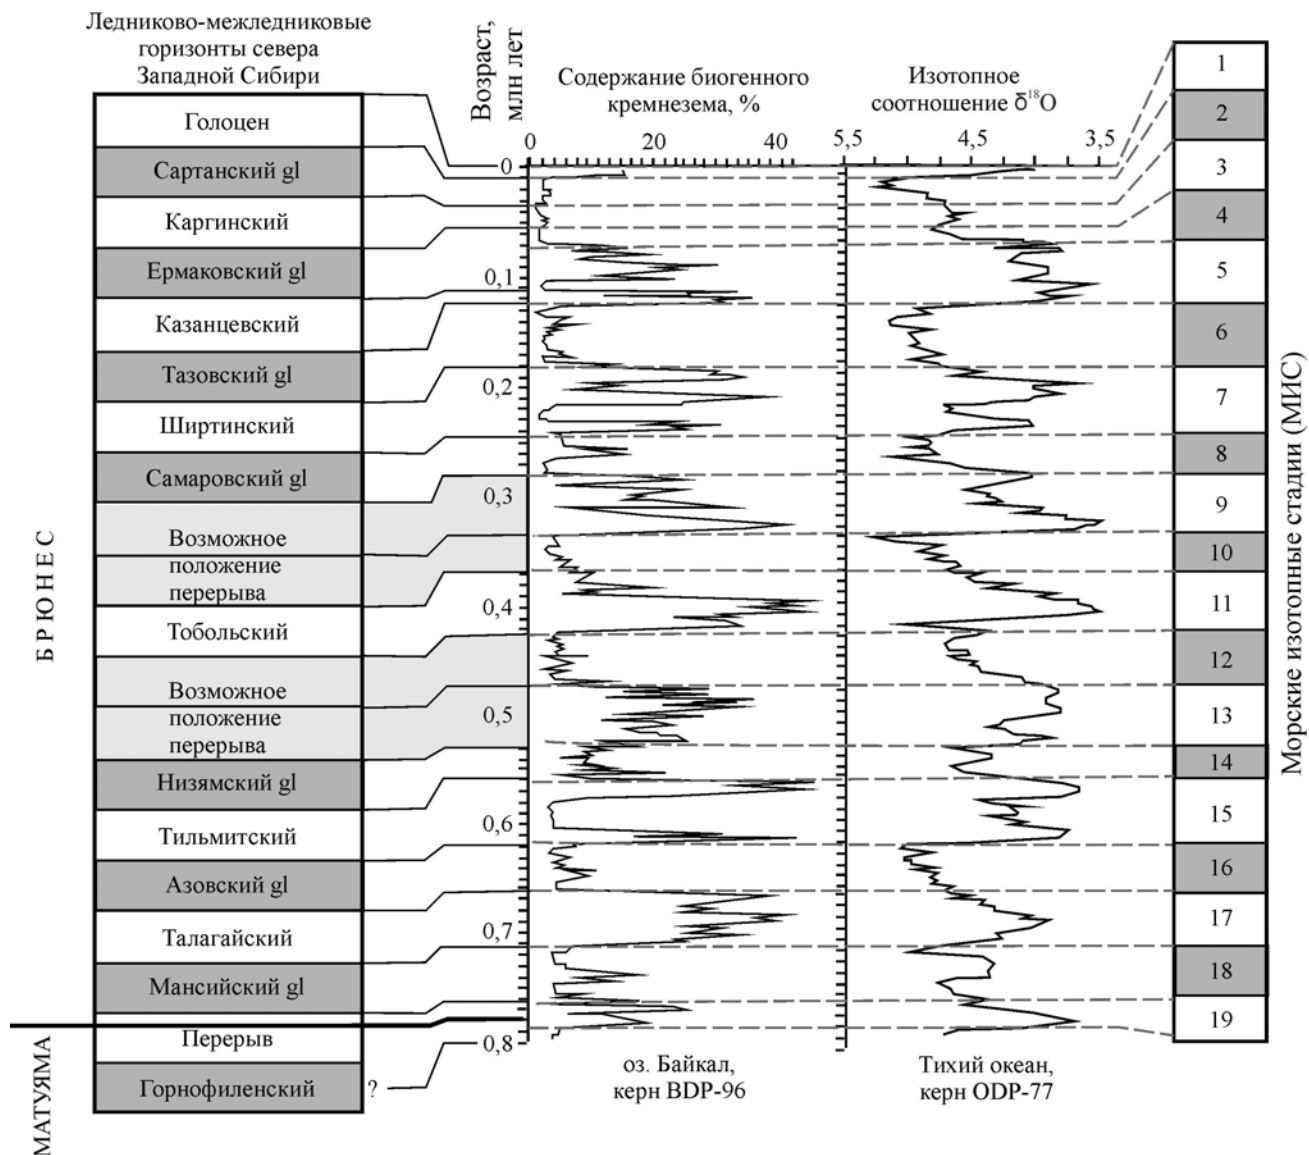 Ледниково-межледниковые
горизонты севера
Западной Сибири
Возраст,
млн лет
Содержание биогенного
кремнезема, %
Изотопное
соотношение δ¹⁸O
0 20 40
5,5 4,5 3,5
Голоцен
Сартанский gl
Каргинский
Ермаковский gl
Казанцевский
Тазовский gl
Ширтинский
Самаровский gl
Возможное
положение
перерыва
Тобольский
Возможное
положение
перерыва
Низямский gl
Тильмитский
Азовский gl
Талагайский
Мансийский gl
Перерыв
Горнофиленский
?
БРЮНЕС
МАТУЯМА
0
0,1
0,2
0,3
0,4
0,5
0,6
0,7
0,8
оз. Байкал,
керн BDP-96
Тихий океан,
керн ODP-77
1
2
3
4
5
6
7
8
9
10
11
12
13
14
15
16
17
18
19
Морские изотопные стадии (МИС)